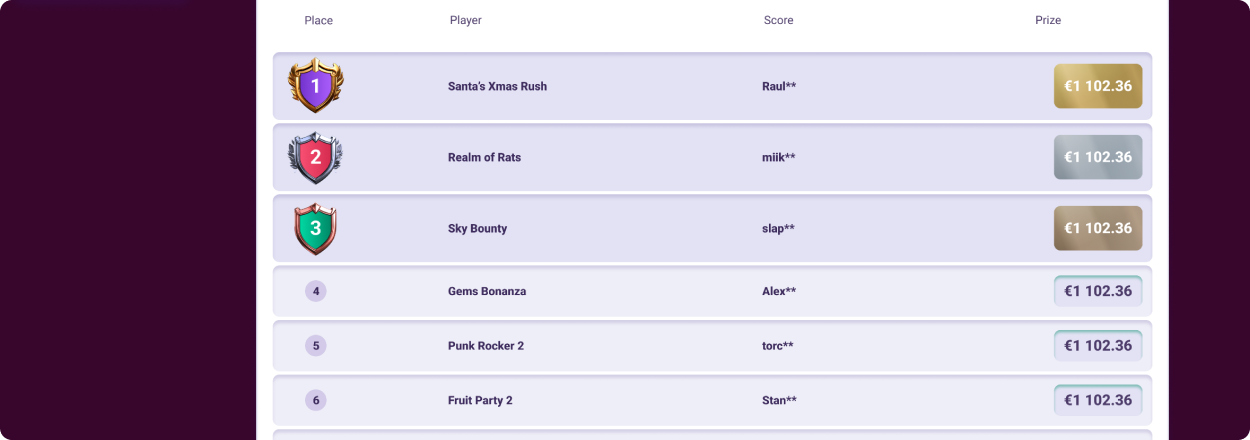 Place Player Score Prize
1 Santa's Xmas Rush Raul** €1 102.36
2 Realm of Rats miik** €1 102.36
3 Sky Bounty slap** €1 102.36
4 Gems Bonanza Alex** €1 102.36
5 Punk Rocker 2 torc** €1 102.36
6 Fruit Party 2 Stan** €1 102.36